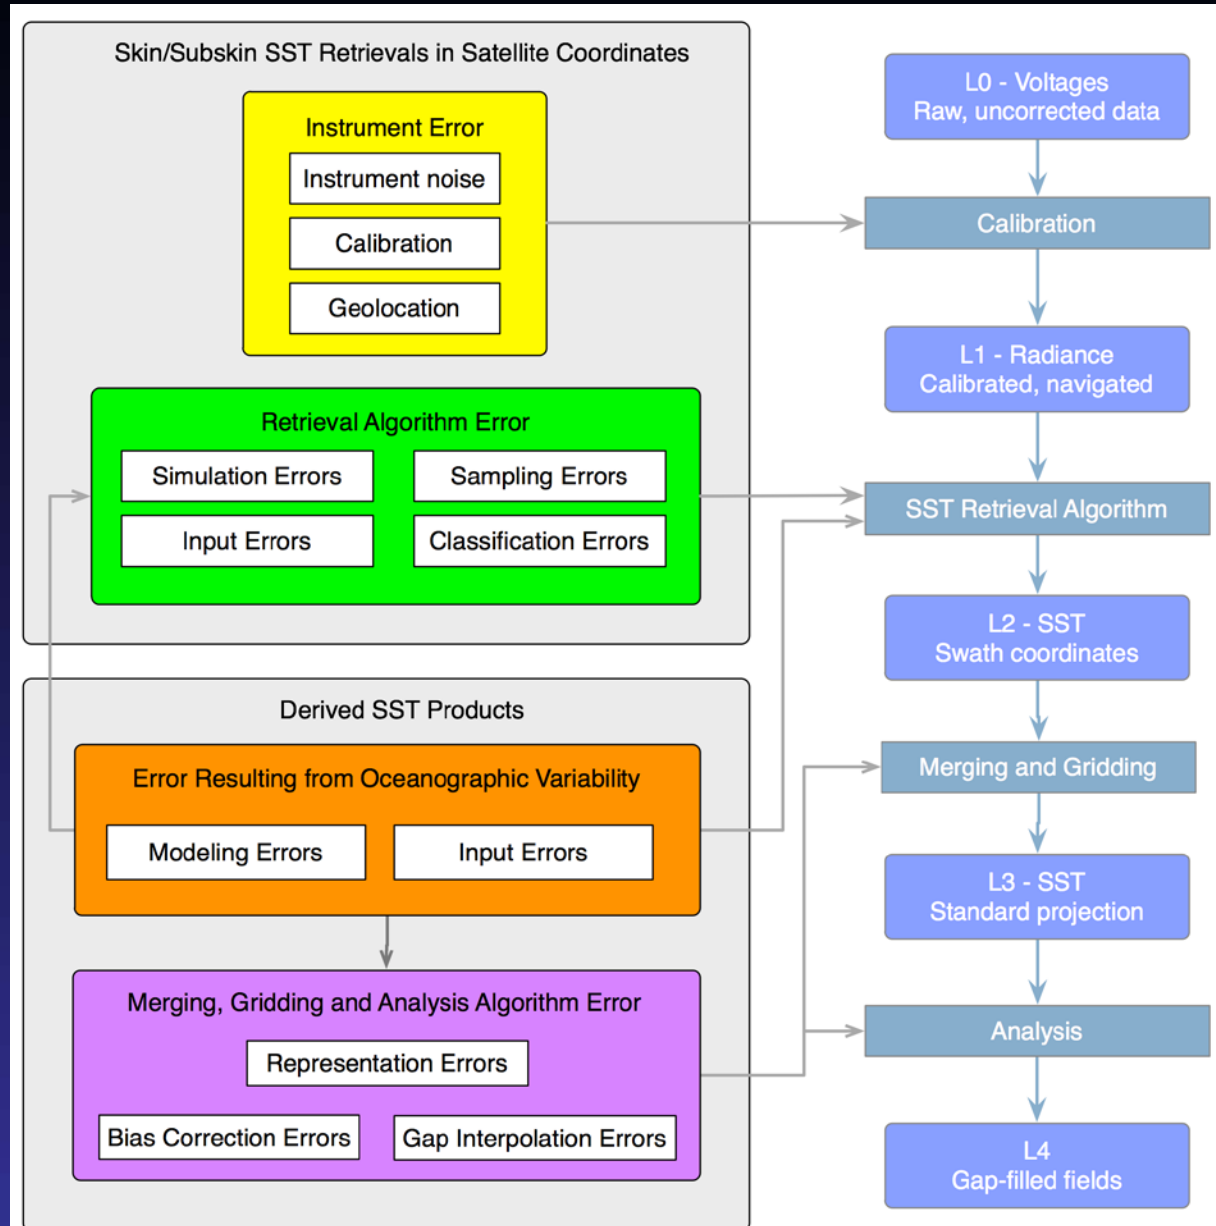 Skin/Subskin SST Retrievals in Satellite Coordinates
Instrument Error
Instrument noise
Calibration
Geolocation
Retrieval Algorithm Error
Simulation Errors
Sampling Errors
Input Errors
Classification Errors
Derived SST Products
Error Resulting from Oceanographic Variability
Modeling Errors
Input Errors
Merging, Gridding and Analysis Algorithm Error
Representation Errors
Bias Correction Errors
Gap Interpolation Errors
L0 - Voltages
Raw, uncorrected data
Calibration
L1 - Radiance
Calibrated, navigated
SST Retrieval Algorithm
L2 - SST
Swath coordinates
Merging and Gridding
L3 - SST
Standard projection
Analysis
L4
Gap-filled fields